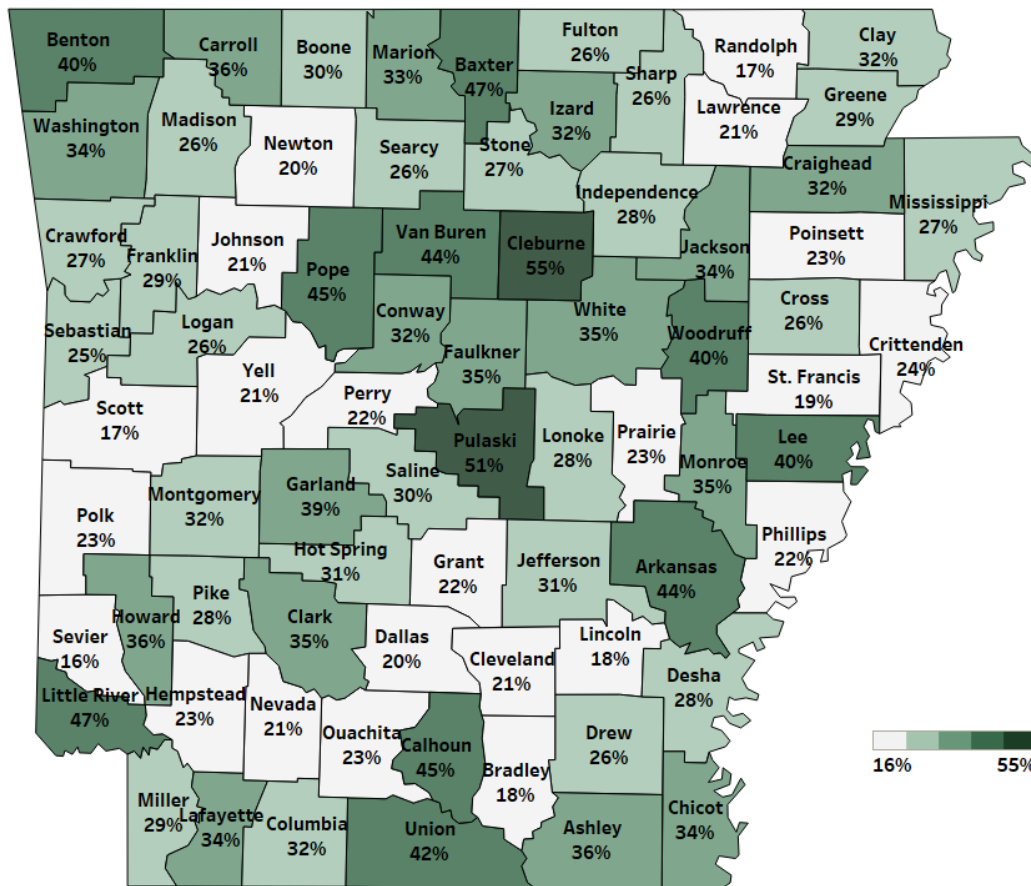 Benton
40%
Carroll
36%
Boone
30%
Marion
33%
Baxter
47%
Fulton
26%
Sharp
26%
Randolph
17%
Clay
32%
Washington
34%
Madison
26%
Newton
20%
Searcy
26%
Stone
27%
Izard
32%
Lawrence
21%
Greene
29%
Independence
28%
Craighead
32%
Mississippi
27%
Crawford
27%
Franklin
29%
Johnson
21%
Pope
45%
Van Buren
44%
Cleburne
55%
Jackson
34%
Poinsett
23%
Sebastian
25%
Logan
26%
Conway
32%
Faulkner
35%
White
35%
Woodruff
40%
Cross
26%
Crittenden
24%
Scott
17%
Yell
21%
Perry
22%
Pulaski
51%
Lonoke
28%
Prairie
23%
Monroe
35%
St. Francis
19%
Lee
40%
Polk
23%
Montgomery
32%
Garland
39%
Saline
30%
Hot Spring
31%
Grant
22%
Jefferson
31%
Arkansas
44%
Phillips
22%
Sevier
16%
Howard
36%
Pike
28%
Clark
35%
Dallas
20%
Cleveland
21%
Lincoln
18%
Desha
28%
Little River
47%
Hempstead
23%
Nevada
21%
Ouachita
23%
Calhoun
45%
Bradley
18%
Drew
26%
Miller
29%
Lafayette
34%
Columbia
32%
Union
42%
Ashley
36%
Chicot
34%
16%
55%